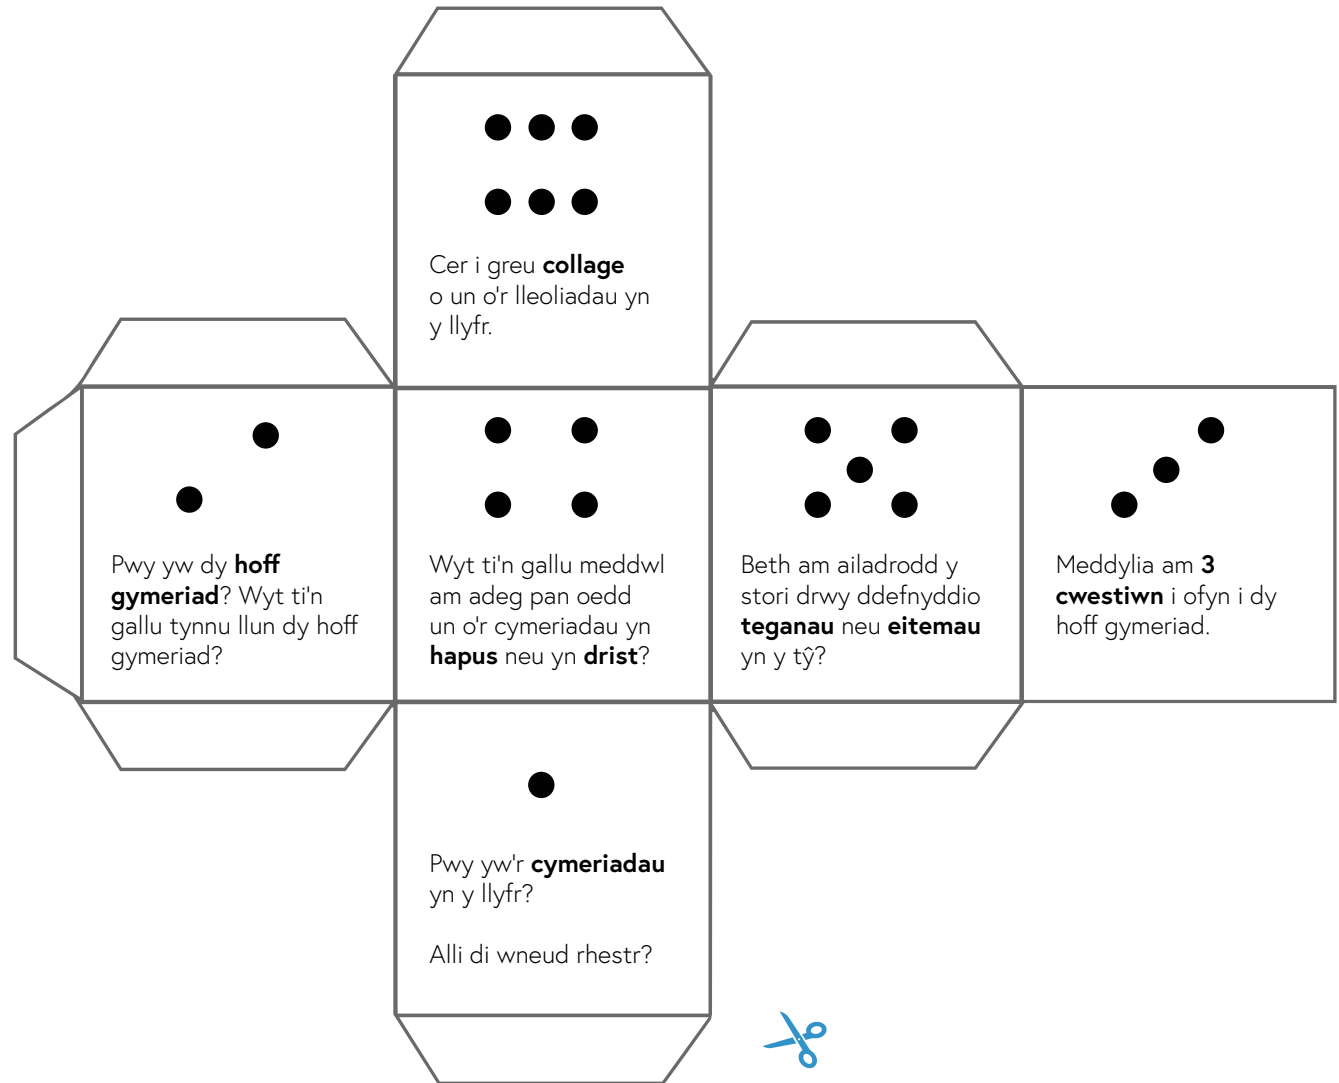 Cer i greu collage
o un o'r lleoliadau yn
y llyfr.
Pwy yw dy hoff
gymeriad? Wyt ti'n
gallu tynnu llun dy hoff
gymeriad?
Wyt ti'n gallu meddwl
am adeg pan oedd
un o'r cymeriadau yn
hapus neu yn drist?
Beth am ailadrodd y
stori drwy ddefnyddio
teganau neu eitemau
yn y tŷ?
Meddylia am 3
cwestiwn i ofyn i dy
hoff gymeriad.
Pwy yw'r cymeriadau
yn y llyfr?
Alli di wneud rhestr?